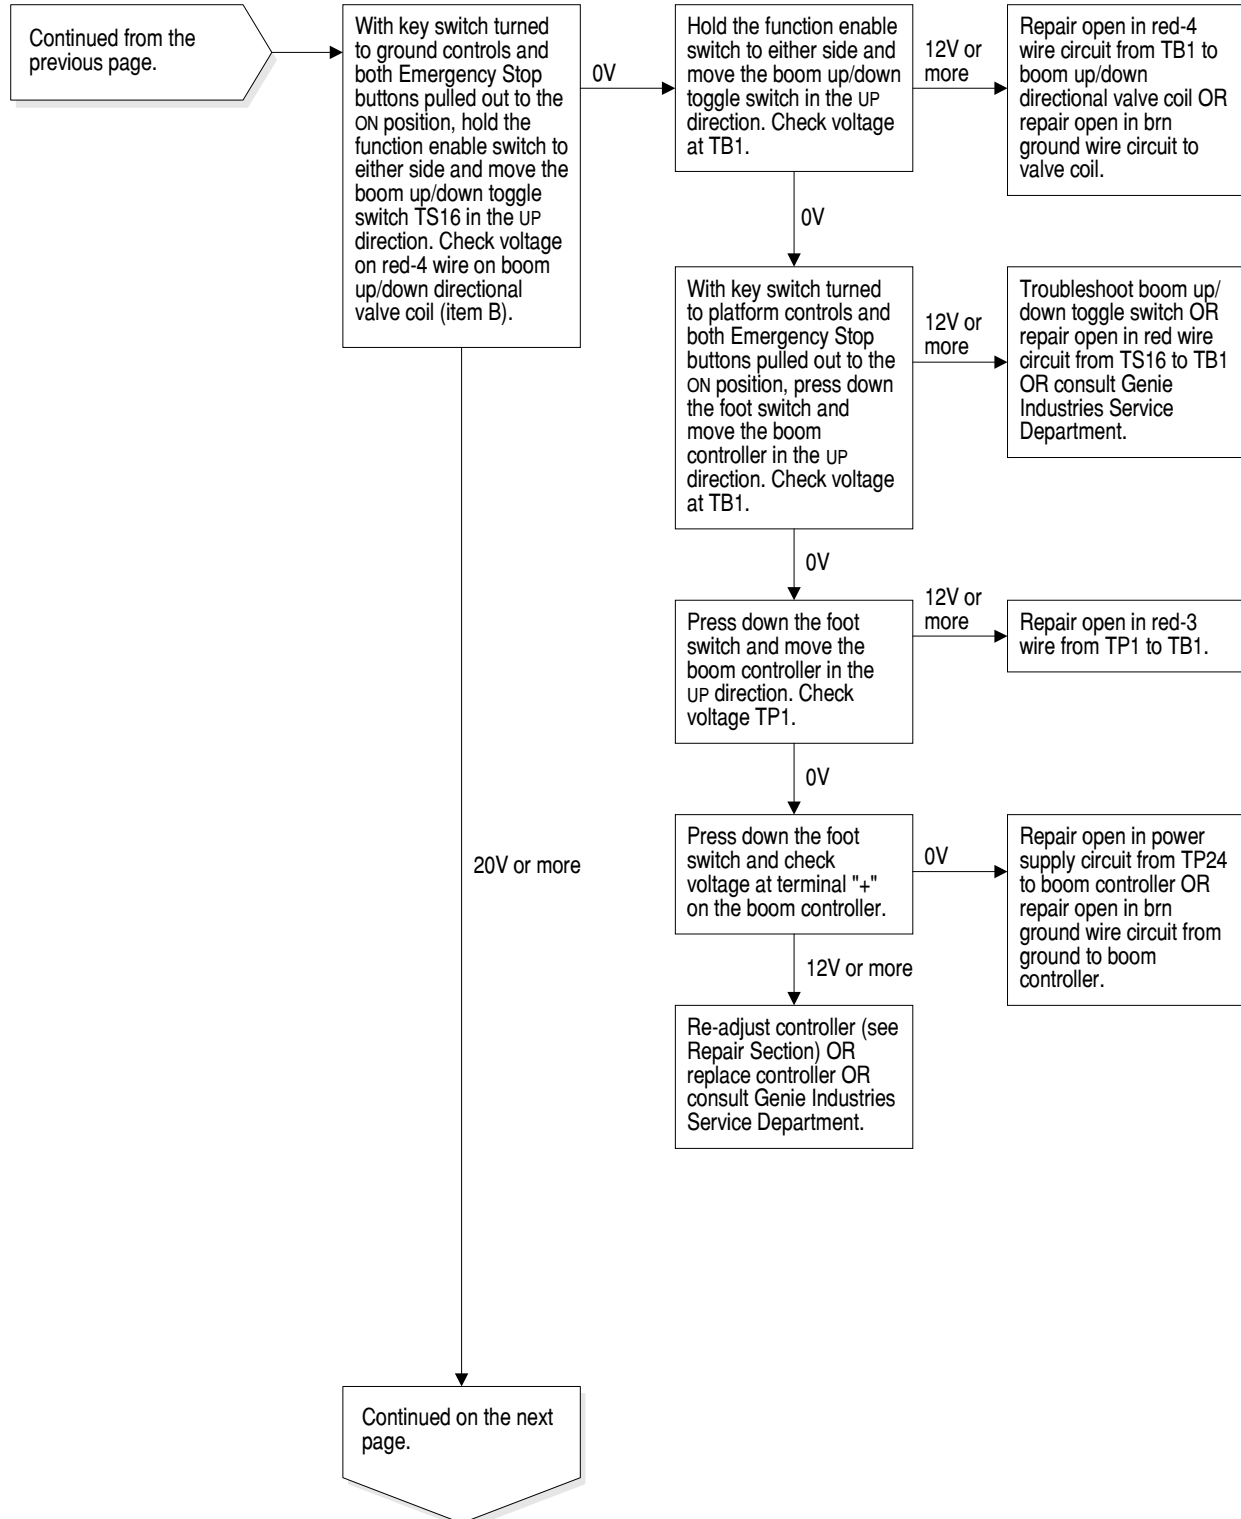 Continued from the
previous page.
With key switch turned
to ground controls and
both Emergency Stop
buttons pulled out to the
ON position, hold the
function enable switch to
either side and move the
boom up/down toggle
switch TS16 in the UP
direction. Check voltage
on red-4 wire on boom
up/down directional
valve coil (item B).
0V
Hold the function enable
switch to either side and
move the boom up/down
toggle switch in the UP
direction. Check voltage
at TB1.
12V or
more
Repair open in red-4
wire circuit from TB1 to
boom up/down
directional valve coil OR
repair open in brn
ground wire circuit to
valve coil.
0V
With key switch turned
to platform controls and
both Emergency Stop
buttons pulled out to the
ON position, press down
the foot switch and
move the boom
controller in the UP
direction. Check voltage
at TB1.
12V or
more
Troubleshoot boom up/
down toggle switch OR
repair open in red wire
circuit from TS16 to TB1
OR consult Genie
Industries Service
Department.
0V
Press down the foot
switch and move the
boom controller in the
UP direction. Check
voltage TP1.
12V or
more
Repair open in red-3
wire from TP1 to TB1.
0V
Press down the foot
switch and check
voltage at terminal "+"
on the boom controller.
0V
Repair open in power
supply circuit from TP24
to boom controller OR
repair open in brn
ground wire circuit from
ground to boom
controller.
12V or more
Re-adjust controller (see
Repair Section) OR
replace controller OR
consult Genie Industries
Service Department.
20V or more
Continued on the next
page.